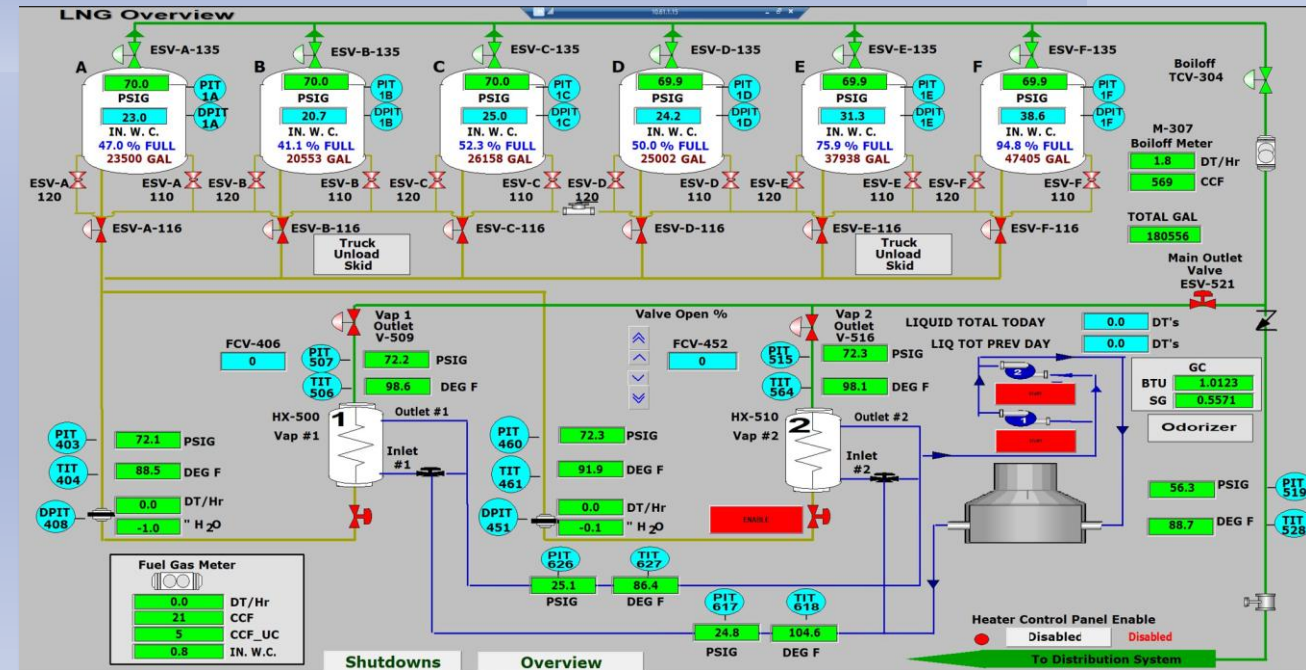 LNG Overview
10.61.1.15
ESV-A-135
ESV-B-135
ESV-C-135
ESV-D-135
ESV-E-135
ESV-F-135
A
B
C
D
E
F
Boiloff
TCV-304
70.0
PSIG
23.0
IN. W. C.
47.0 % FULL
23500 GAL
PIT
1A
DPIT
1A
70.0
PSIG
20.7
IN. W. C.
41.1 % FULL
20553 GAL
PIT
1B
DPIT
1B
70.0
PSIG
25.0
IN. W. C.
52.3 % FULL
26158 GAL
PIT
1C
DPIT
1C
69.9
PSIG
24.2
IN. W. C.
50.0 % FULL
25002 GAL
PIT
1D
DPIT
1D
69.9
PSIG
31.3
IN. W. C.
75.9 % FULL
37938 GAL
PIT
1E
DPIT
1E
69.9
PSIG
38.6
IN. W. C.
94.8 % FULL
47405 GAL
PIT
1F
DPIT
1F
M-307
Boiloff Meter
1.8 DT/Hr
569 CCF
ESV-A
120
ESV-A
110
ESV-B
120
ESV-B
110
ESV-C
120
ESV-C
110
ESV-D
120
ESV-D
110
ESV-E
120
ESV-E
110
ESV-F
120
ESV-F
110
TOTAL GAL
180556
ESV-A-116
ESV-B-116
ESV-C-116
ESV-D-116
ESV-E-116
ESV-F-116
Truck
Unload
Skid
Truck
Unload
Skid
Main Outlet
Valve
ESV-521
Vap 1
Outlet
V-509
FCV-406
0
PIT
507
72.2 PSIG
TIT
506
98.6 DEG F
Valve Open %
FCV-452
0
Vap 2
Outlet
V-516
PIT
515
72.3 PSIG
TIT
564
98.1 DEG F
LIQUID TOTAL TODAY 0.0 DT's
LIQ TOT PREV DAY 0.0 DT's
2
1
GC
BTU 1.0123
SG 0.5571
Odorizer
HX-500
Vap #1
1
Outlet #1
Inlet
#1
HX-510
Vap #2
2
Outlet #2
Inlet
#2
PIT
403
72.1 PSIG
TIT
404
88.5 DEG F
DPIT
408
0.0 DT/Hr
-1.0 " H2O
PIT
460
72.3 PSIG
TIT
461
91.9 DEG F
DPIT
451
0.0 DT/Hr
-0.1 " H2O
ENABLE
56.3 PSIG
PIT
519
88.7 DEG F
TIT
528
PIT
626
25.1
PSIG
TIT
627
86.4
DEG F
PIT
617
24.8
PSIG
TIT
618
104.6
DEG F
Fuel Gas Meter
0.0 DT/Hr
21 CCF
5 CCF_UC
0.8 IN. W.C.
Heater Control Panel Enable
Disabled Disabled
Shutdowns
Overview
To Distribution System